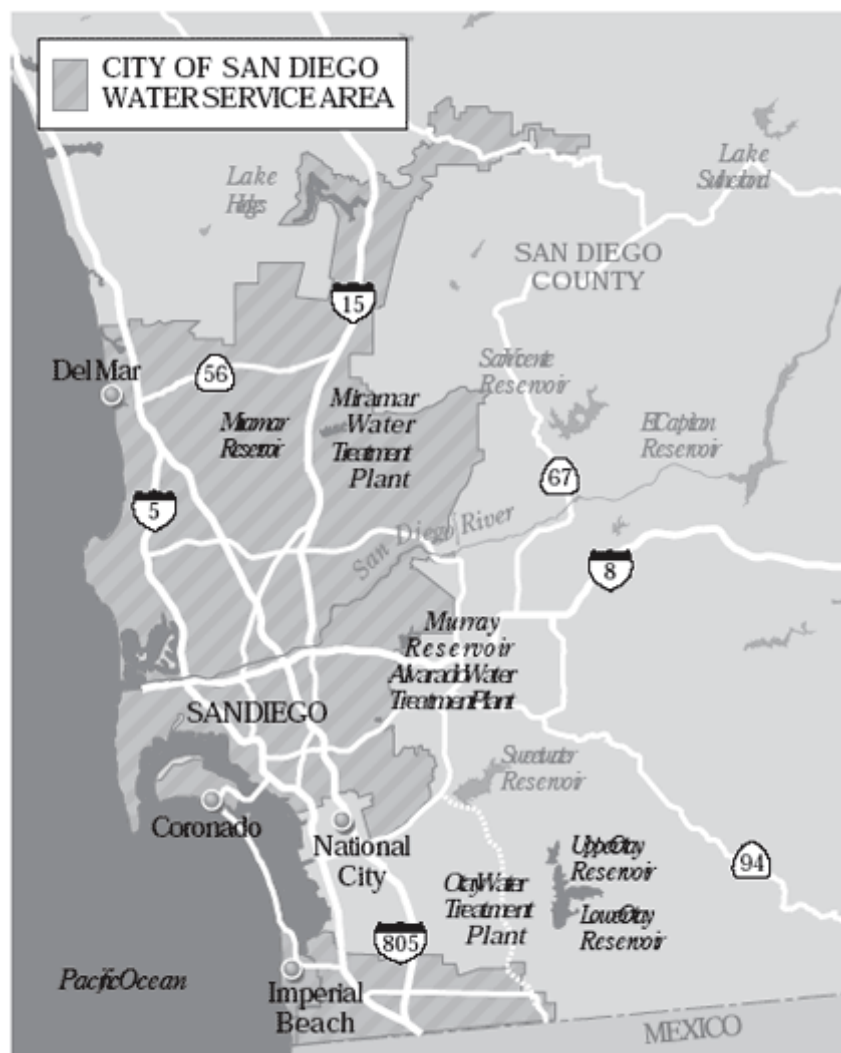 CITY OF SAN DIEGO
WATER SERVICE AREA
Lake
Hodges
Lake
Sutherland
SAN DIEGO
COUNTY
15
San Vicente
Reservoir
Del Mar
56
Miramar
Reservoir
Miramar
Water
Treatment
Plant
El Capitan
Reservoir
67
5
San Diego River
8
Murray
Reservoir
Alvarado Water
Treatment Plant
SAN DIEGO
Sweetwater
Reservoir
Coronado
National
City
Upper Otay
Reservoir
94
Otay Water
Treatment
Plant
Lower Otay
Reservoir
805
Pacific Ocean
Imperial
Beach
MEXICO